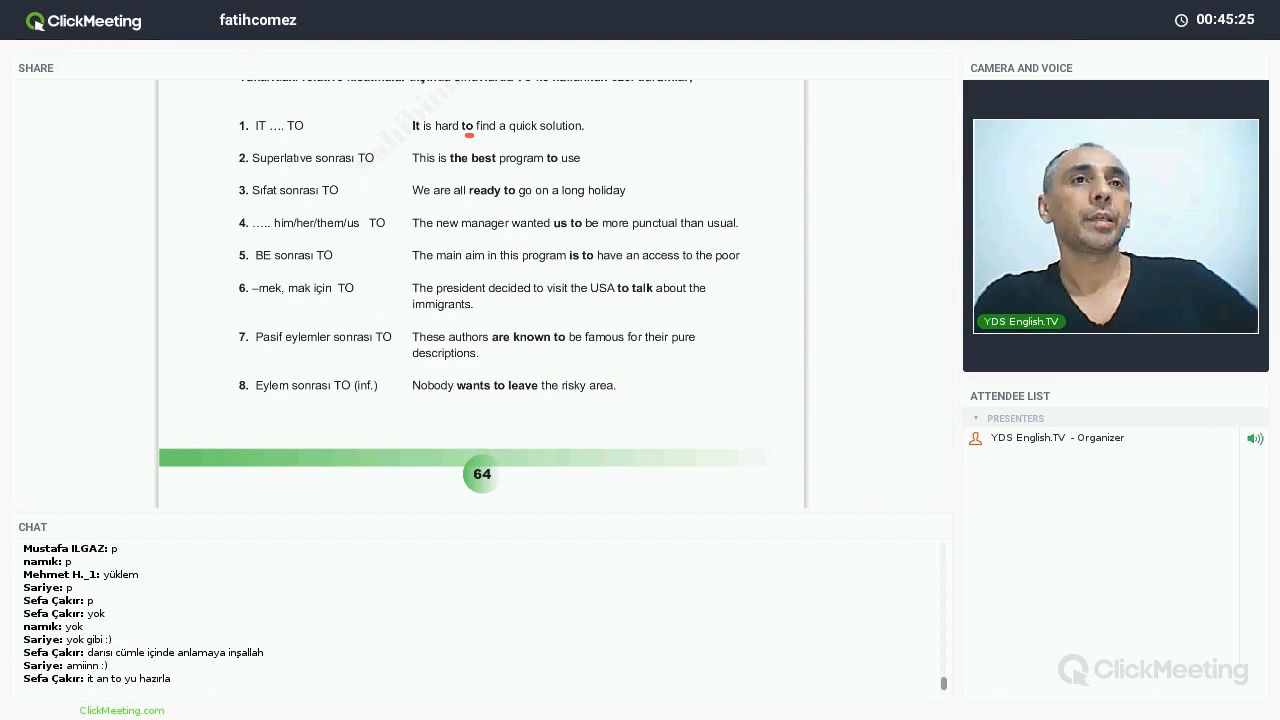 ClickMeeting
fatihcomez
00:45:25
SHARE
1. IT .... TO It is hard to find a quick solution.
2. Superlative sonrası TO This is the best program to use
3. Sıfat sonrası TO We are all ready to go on a long holiday
4. ..... him/her/them/us TO The new manager wanted us to be more punctual than usual.
5. BE sonrası TO The main aim in this program is to have an access to the poor
6. –mek, mak için TO The president decided to visit the USA to talk about the
immigrants.
7. Pasif eylemler sonrası TO These authors are known to be famous for their pure
descriptions.
8. Eylem sonrası TO (inf.) Nobody wants to leave the risky area.
64
CAMERA AND VOICE
YDS English.TV
ATTENDEE LIST
PRESENTERS
YDS English.TV - Organizer
CHAT
Mustafa ILGAZ: p
namık: p
Mehmet H._1: yüklem
Sariye: p
Sefa Çakır: p
Sefa Çakır: yok
namık: yok
Sariye: yok gibi :)
Sefa Çakır: darısı cümle içinde anlamaya inşallah
Sariye: amiinn :)
Sefa Çakır: it an to yu hazırla
ClickMeeting.com
ClickMeeting